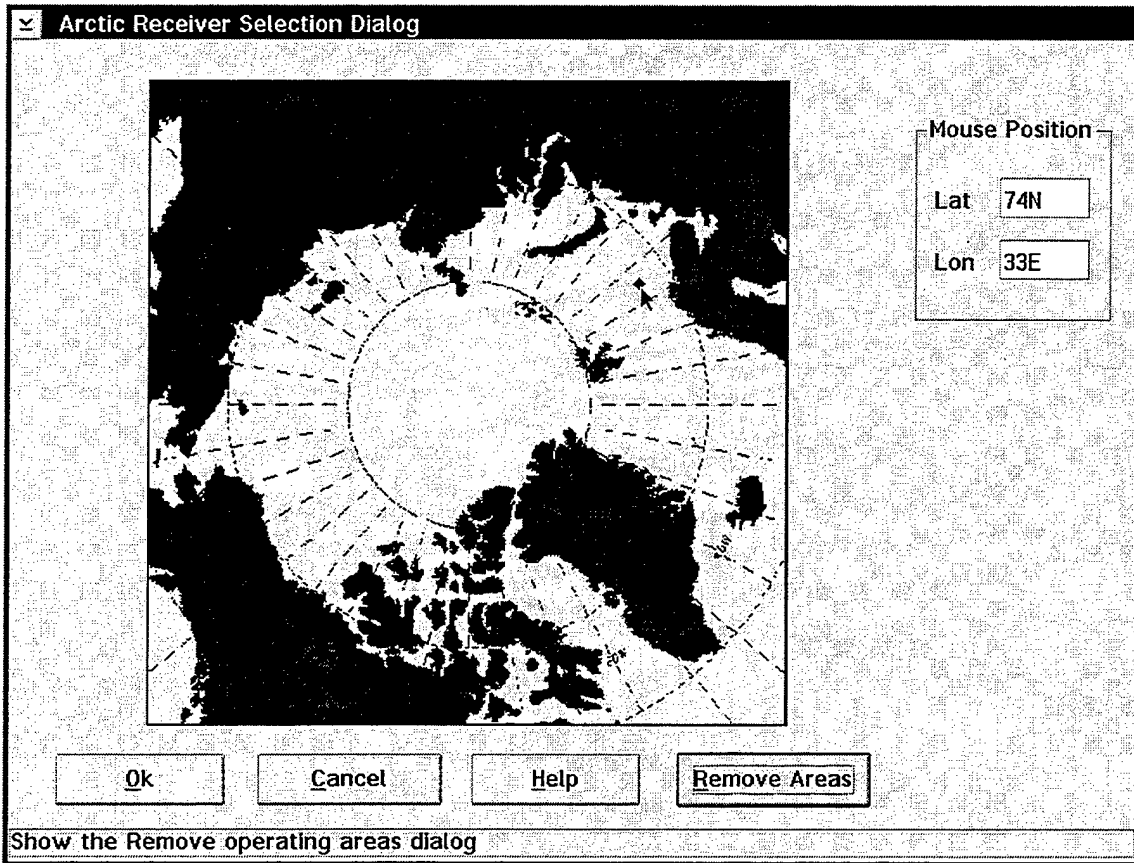 Arctic Receiver Selection Dialog
Mouse Position
Lat 74N
Lon 33E
Ok
Cancel
Help
Remove Areas
Show the Remove operating areas dialog